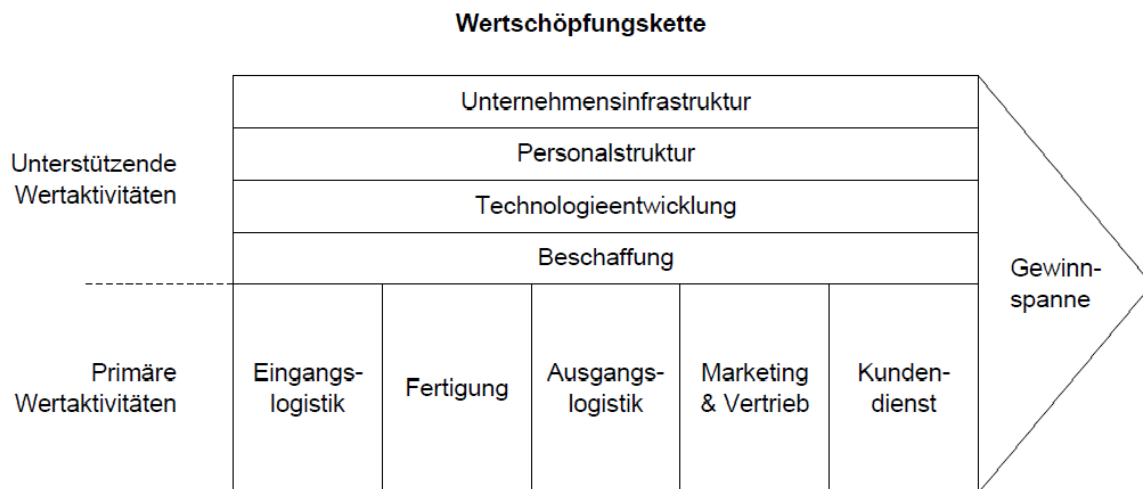 Wertschöpfungskette
Unternehmensinfrastruktur
Personalstruktur
Unterstützende
Wertaktivitäten
Technologieentwicklung
Beschaffung
Gewinn-
spanne
Primäre
Wertaktivitäten
Eingangs-
logistik
Fertigung
Ausgangs-
logistik
Marketing
& Vertrieb
Kunden-
dienst